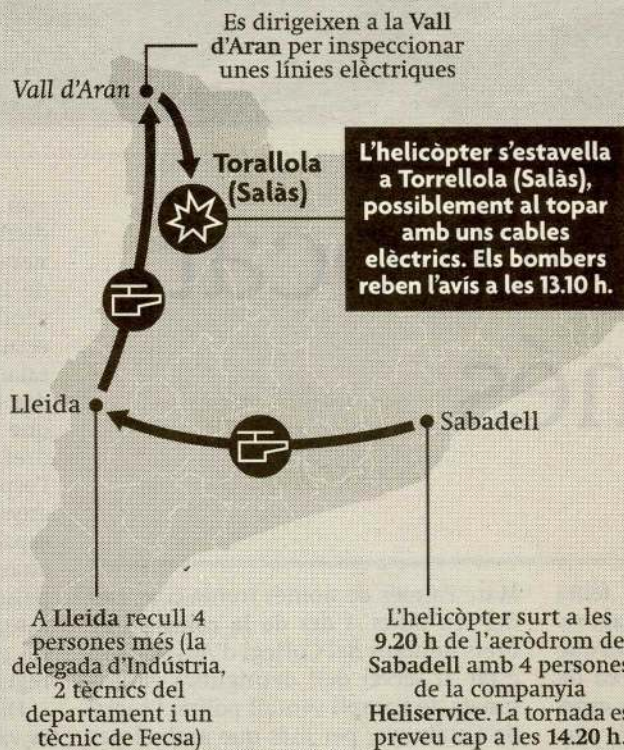 Es dirigeixen a la Vall
d'Aran per inspeccionar
unes línies elèctriques
Vall d'Aran
Torallola
(Salàs)
L'helicòpter s'estavella
a Torrellola (Salàs),
possiblement al topar
amb uns cables
elèctrics. Els bombers
reben l'avís a les 13.10 h.
Lleida
Sabadell
A Lleida recull 4
persones més (la
delegada d'Indústria,
2 tècnics del
departament i un
tècnic de Fecsa)
L'helicòpter surt a les
9.20 h de l'aeròdrom de
Sabadell amb 4 persones
de la companyia
Heliservice. La tornada es
preveu cap a les 14.20 h.